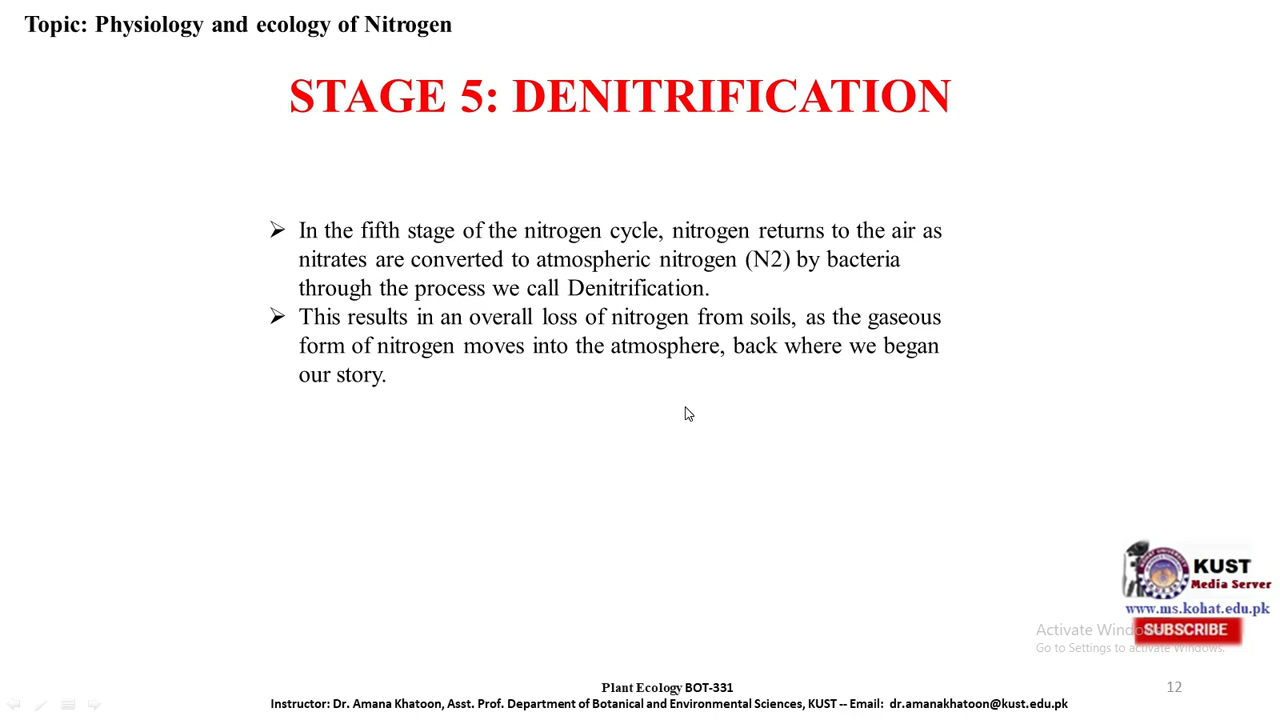 Topic: Physiology and ecology of Nitrogen
STAGE 5: DENITRIFICATION
➢ In the fifth stage of the nitrogen cycle, nitrogen returns to the air as
nitrates are converted to atmospheric nitrogen (N2) by bacteria
through the process we call Denitrification.
➢ This results in an overall loss of nitrogen from soils, as the gaseous
form of nitrogen moves into the atmosphere, back where we began
our story.
KUST
Media Server
www.ms.kohat.edu.pk
SUBSCRIBE
Activate Windows
Go to Settings to activate Windows.
Plant Ecology BOT-331
12
Instructor: Dr. Amana Khatoon, Asst. Prof. Department of Botanical and Environmental Sciences, KUST -- Email: dr.amanakhatoon@kust.edu.pk